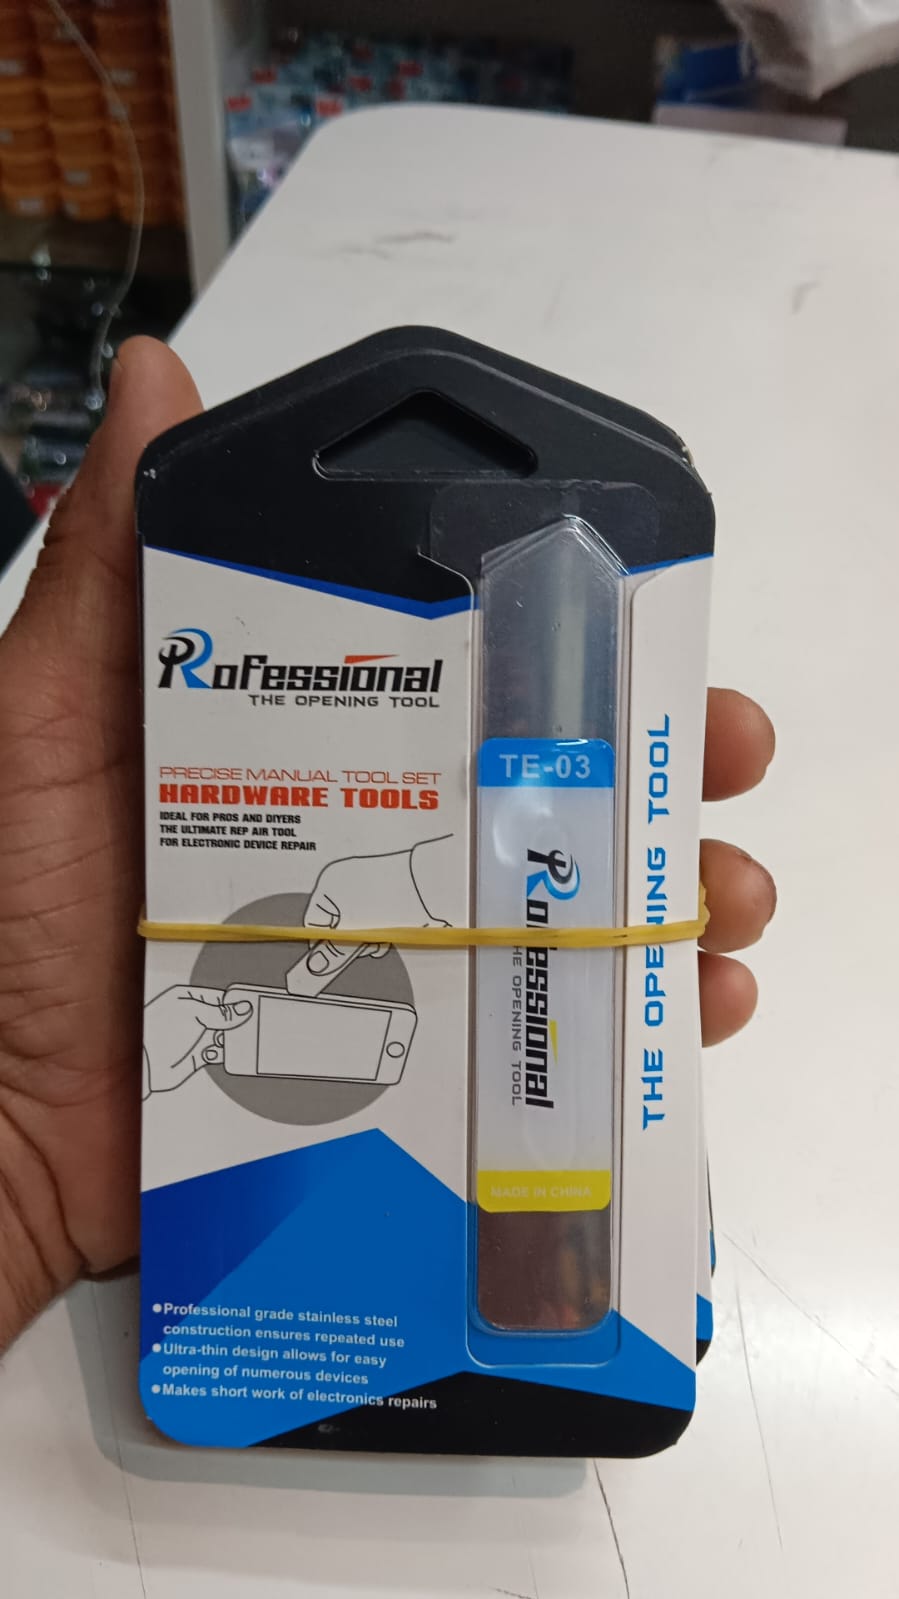 Professional
THE OPENING TOOL
PRECISE MANUAL TOOL SET
HARDWARE TOOLS
IDEAL FOR PROS AND DIYERS
THE ULTIMATE REP AIR TOOL
FOR ELECTRONIC DEVICE REPAIR
TE-03
Professional
THE OPENING TOOL
MADE IN CHINA
THE OPENING TOOL
●Professional grade stainless steel
construction ensures repeated use
●Ultra-thin design allows for easy
opening of numerous devices
●Makes short work of electronics repairs